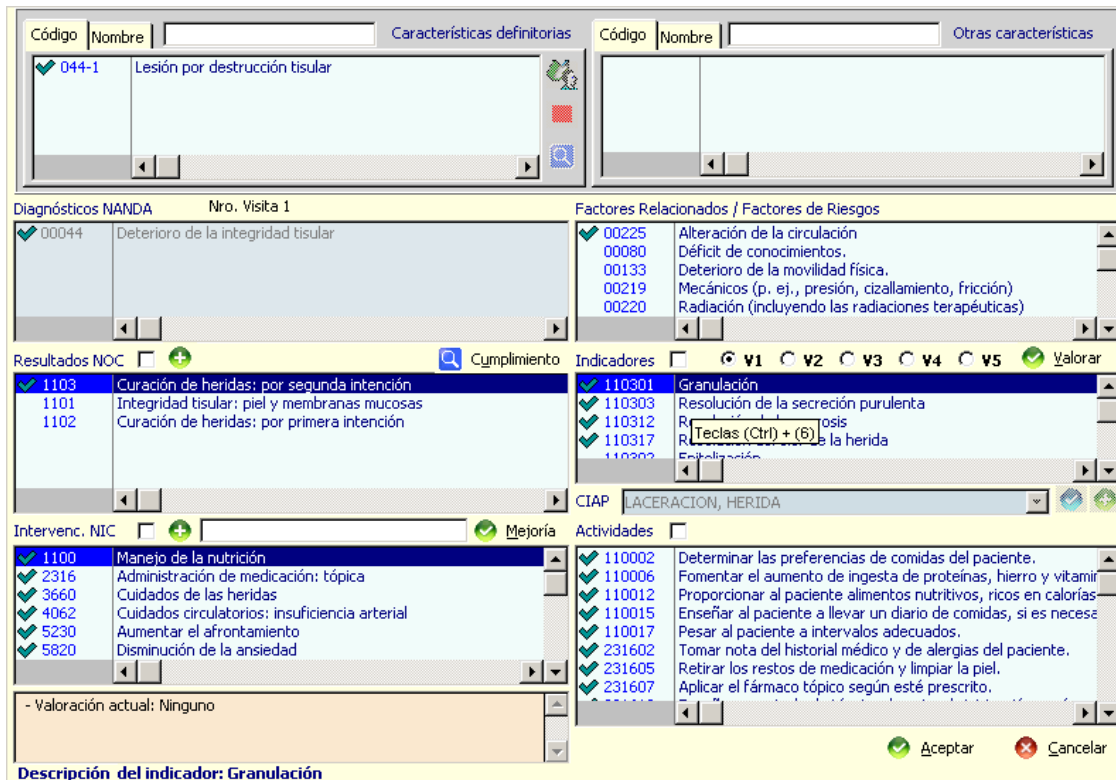 Código Nombre Características definitorias
044-1 Lesión por destrucción tisular
Código Nombre Otras características
Diagnósticos NANDA Nro. Visita 1
00044 Deterioro de la integridad tisular
Factores Relacionados / Factores de Riesgos
00225 Alteración de la circulación
00080 Déficit de conocimientos.
00133 Deterioro de la movilidad física.
00219 Mecánicos (p. ej., presión, cizallamiento, fricción)
00220 Radiación (incluyendo las radiaciones terapéuticas)
Resultados NOC Cumplimiento
1103 Curación de heridas: por segunda intención
1101 Integridad tisular: piel y membranas mucosas
1102 Curación de heridas: por primera intención
Indicadores V1 V2 V3 V4 V5 Valorar
110301 Granulación
110303 Resolución de la secreción purulenta
110312
Teclas (Ctrl) + (6)
110317 de la herida
110302 Epitelización
CIAP LACERACION, HERIDA
Intervenc. NIC Mejoría
1100 Manejo de la nutrición
2316 Administración de medicación: tópica
3660 Cuidados de las heridas
4062 Cuidados circulatorios: insuficiencia arterial
5230 Aumentar el afrontamiento
5820 Disminución de la ansiedad
Actividades
110002 Determinar las preferencias de comidas del paciente.
110006 Fomentar el aumento de ingesta de proteínas, hierro y vitamin
110012 Proporcionar al paciente alimentos nutritivos, ricos en calorías
110015 Enseñar al paciente a llevar un diario de comidas, si es necesa
110017 Pesar al paciente a intervalos adecuados.
231602 Tomar nota del historial médico y de alergias del paciente.
231605 Retirar los restos de medicación y limpiar la piel.
231607 Aplicar el fármaco tópico según esté prescrito.
- Valoración actual: Ninguno
Aceptar Cancelar
Descripción del indicador: Granulación